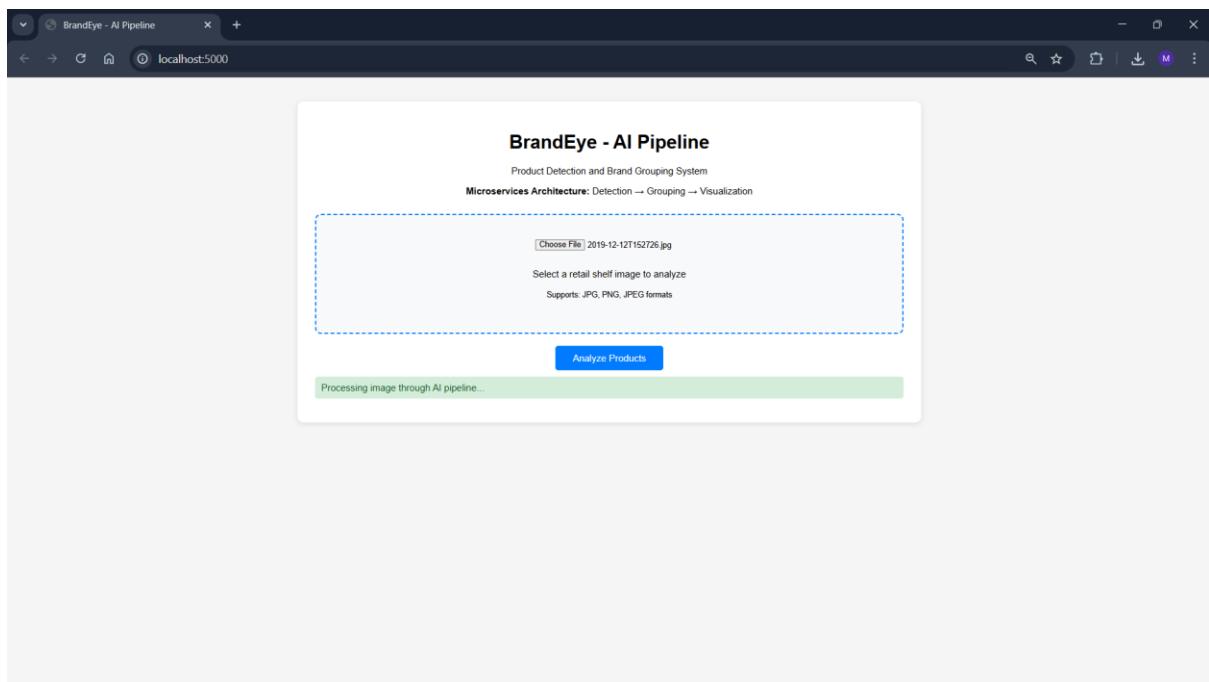 BrandEye - AI Pipeline
localhost:5000
M
BrandEye - AI Pipeline
Product Detection and Brand Grouping System
Microservices Architecture: Detection → Grouping → Visualization
Choose File 2019-12-12T152726.jpg
Select a retail shelf image to analyze
Supports: JPG, PNG, JPEG formats
Analyze Products
Processing image through AI pipeline...